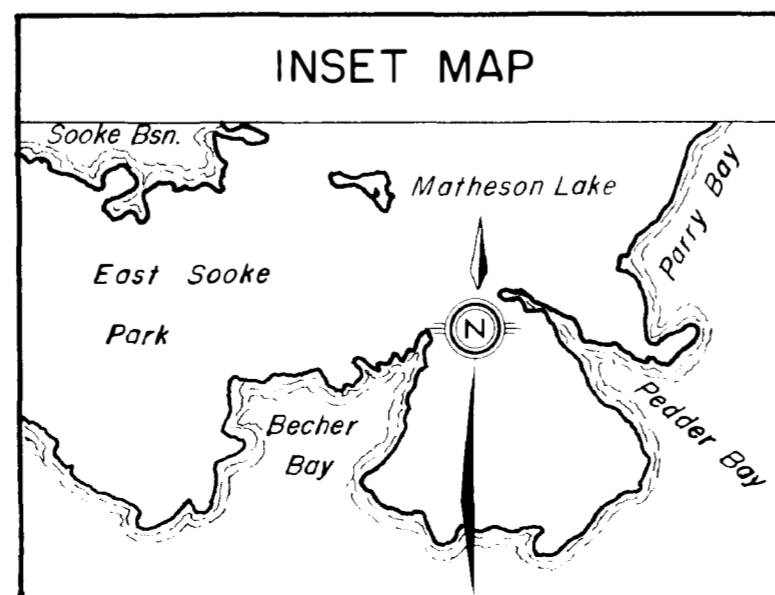 INSET MAP
Sooke Bsn.
Matheson Lake
Parry Bay
East Sooke
Park
N
Becher
Bay
Pedder Bay